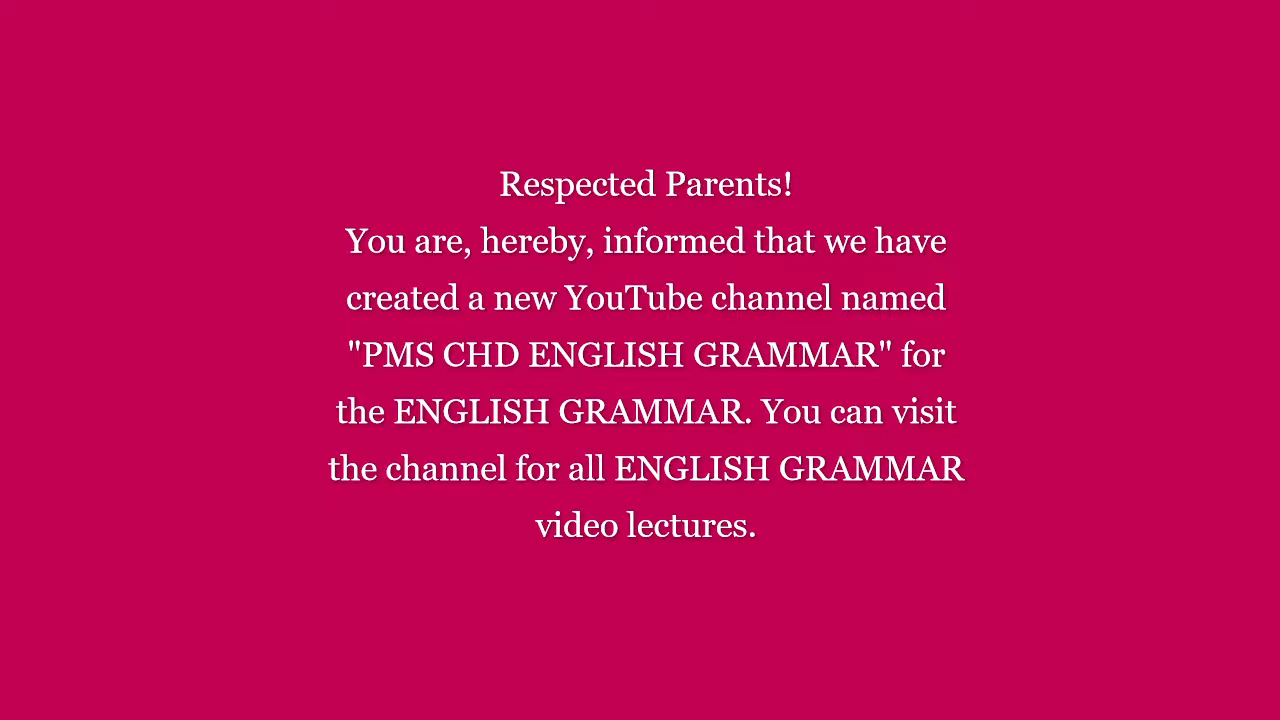 Respected Parents!
You are, hereby, informed that we have
created a new YouTube channel named
"PMS CHD ENGLISH GRAMMAR" for
the ENGLISH GRAMMAR. You can visit
the channel for all ENGLISH GRAMMAR
video lectures.